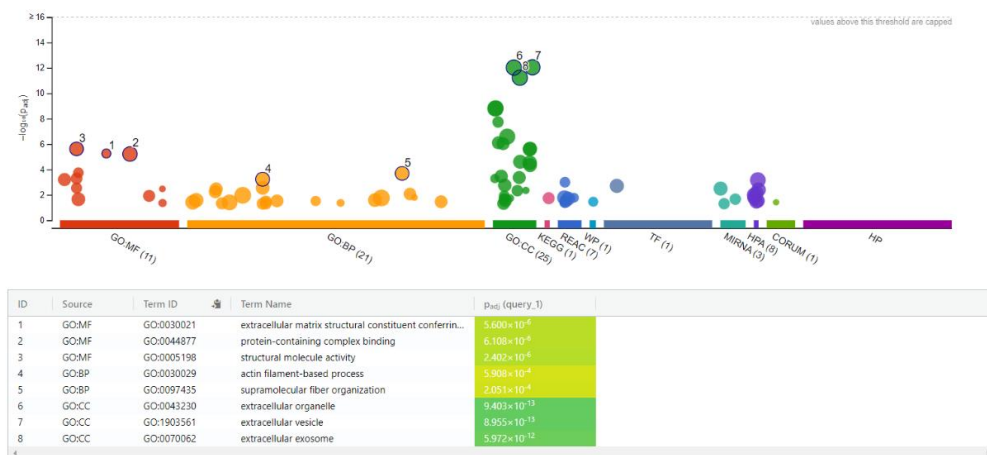 ≥ 16
values above this threshold are capped
14
12
10
8
6
4
2
0
-log10(padj)
3
1
2
4
5
6
8
7
GO:MF (11)
GO:BP (21)
GO:CC (25)
KEGG (1)
REAC (7)
WP (1)
TF (1)
MIRNA (3)
HPA (8)
CORUM (1)
HP
ID Source Term ID Term Name padj (query_1)
1 GO:MF GO:0030021 extracellular matrix structural constituent conferrin... 5.600×10-6
2 GO:MF GO:0044877 protein-containing complex binding 6.108×10-6
3 GO:MF GO:0005198 structural molecule activity 2.402×10-6
4 GO:BP GO:0030029 actin filament-based process 5.908×10-4
5 GO:BP GO:0097435 supramolecular fiber organization 2.051×10-4
6 GO:CC GO:0043230 extracellular organelle 9.403×10-13
7 GO:CC GO:1903561 extracellular vesicle 8.955×10-13
8 GO:CC GO:0070062 extracellular exosome 5.972×10-12